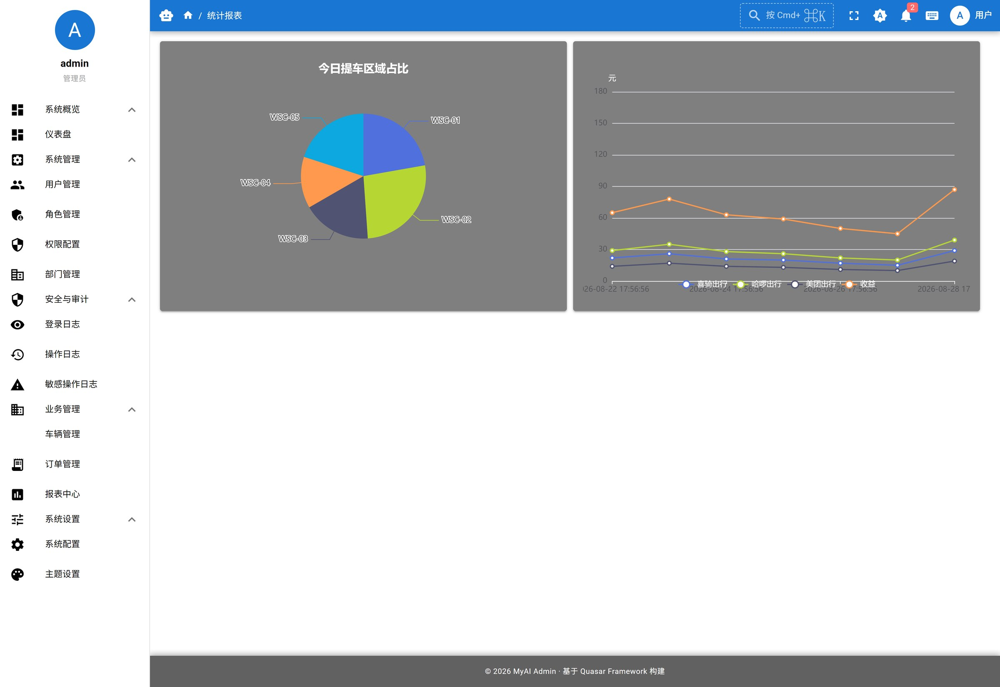 A
admin
管理员
系统概览
仪表盘
系统管理
用户管理
角色管理
权限配置
部门管理
安全与审计
登录日志
操作日志
敏感操作日志
业务管理
车辆管理
订单管理
报表中心
系统设置
系统配置
主题设置
/ 统计报表
按 Cmd+ ⌘K
A
2
A 用户
今日提车区域占比
WSC-05
WSC-01
WSC-04
WSC-02
WSC-03
元
180
150
120
90
60
30
0
喜骑出行 哈啰出行 美团出行 收益
26-08-22 17:56:56 2026-08-24 17:56:56 2026-08-26 17:56:56 2026-08-28 17
© 2026 MyAI Admin · 基于 Quasar Framework 构建